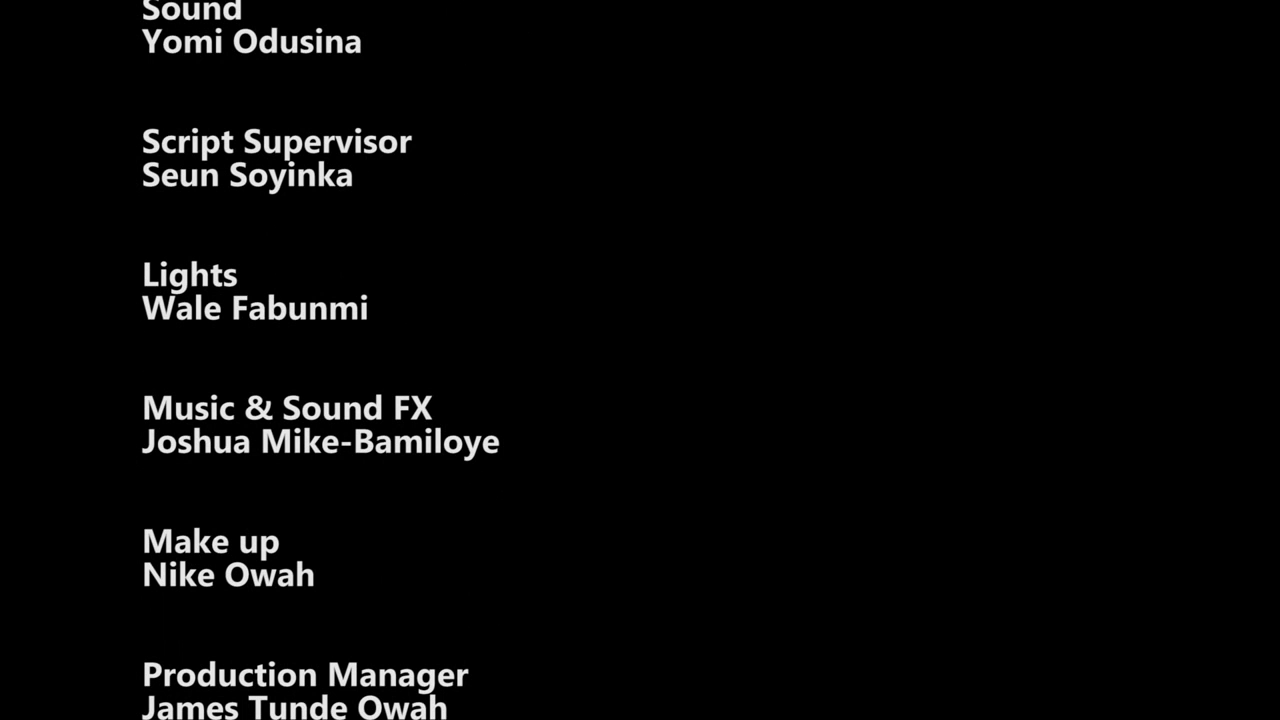 Sound
Yomi Odusina
Script Supervisor
Seun Soyinka
Lights
Wale Fabunmi
Music & Sound FX
Joshua Mike-Bamiloye
Make up
Nike Owah
Production Manager
James Tunde Owah